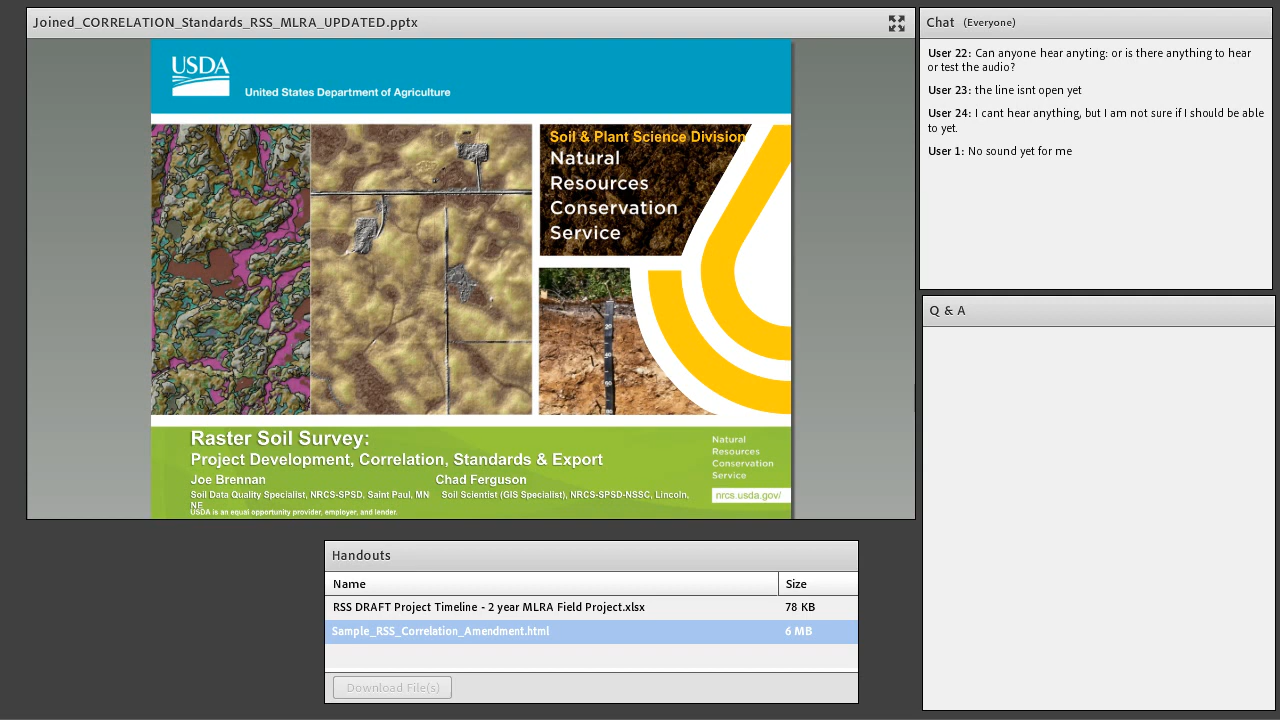 Joined_CORRELATION_Standards_RSS_MLRA_UPDATED.pptx
USDA
United States Department of Agriculture
Soil & Plant Science Division
Natural
Resources
Conservation
Service
20
40
60
80
Raster Soil Survey:
Project Development, Correlation, Standards & Export
Joe Brennan Chad Ferguson
Soil Data Quality Specialist, NRCS-SPSD, Saint Paul, MN Soil Scientist (GIS Specialist), NRCS-SPSD-NSSC, Lincoln,
NE
USDA is an equal opportunity provider, employer, and lender.
Natural
Resources
Conservation
Service
nrcs.usda.gov/
Handouts
Name Size
RSS DRAFT Project Timeline - 2 year MLRA Field Project.xlsx 78 KB
Sample_RSS_Correlation_Amendment.html 6 MB
Download File(s)
Chat (Everyone)
User 22: Can anyone hear anyting: or is there anything to hear
or test the audio?
User 23: the line isnt open yet
User 24: I cant hear anything, but I am not sure if I should be able
to yet.
User 1: No sound yet for me
Q & A